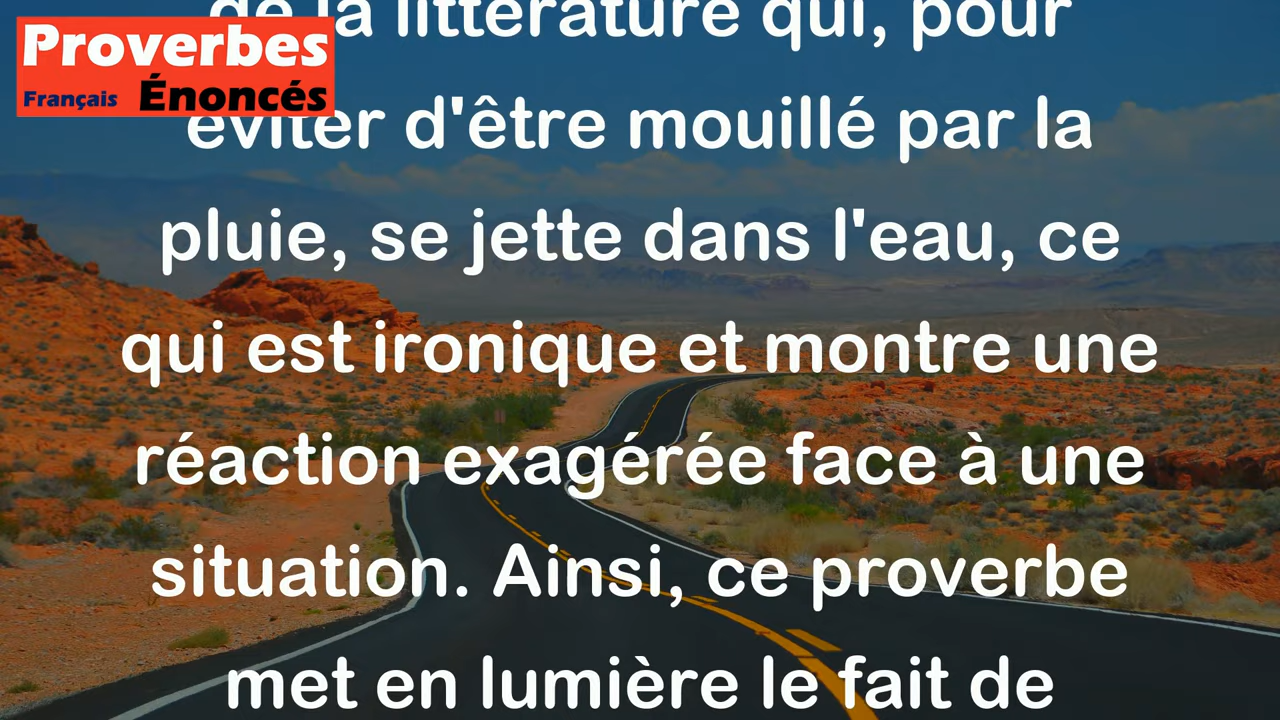 Proverbes
Français Énoncés
de la littérature qui, pour
éviter d'être mouillé par la
pluie, se jette dans l'eau, ce
qui est ironique et montre une
réaction exagérée face à une
situation. Ainsi, ce proverbe
met en lumière le fait de